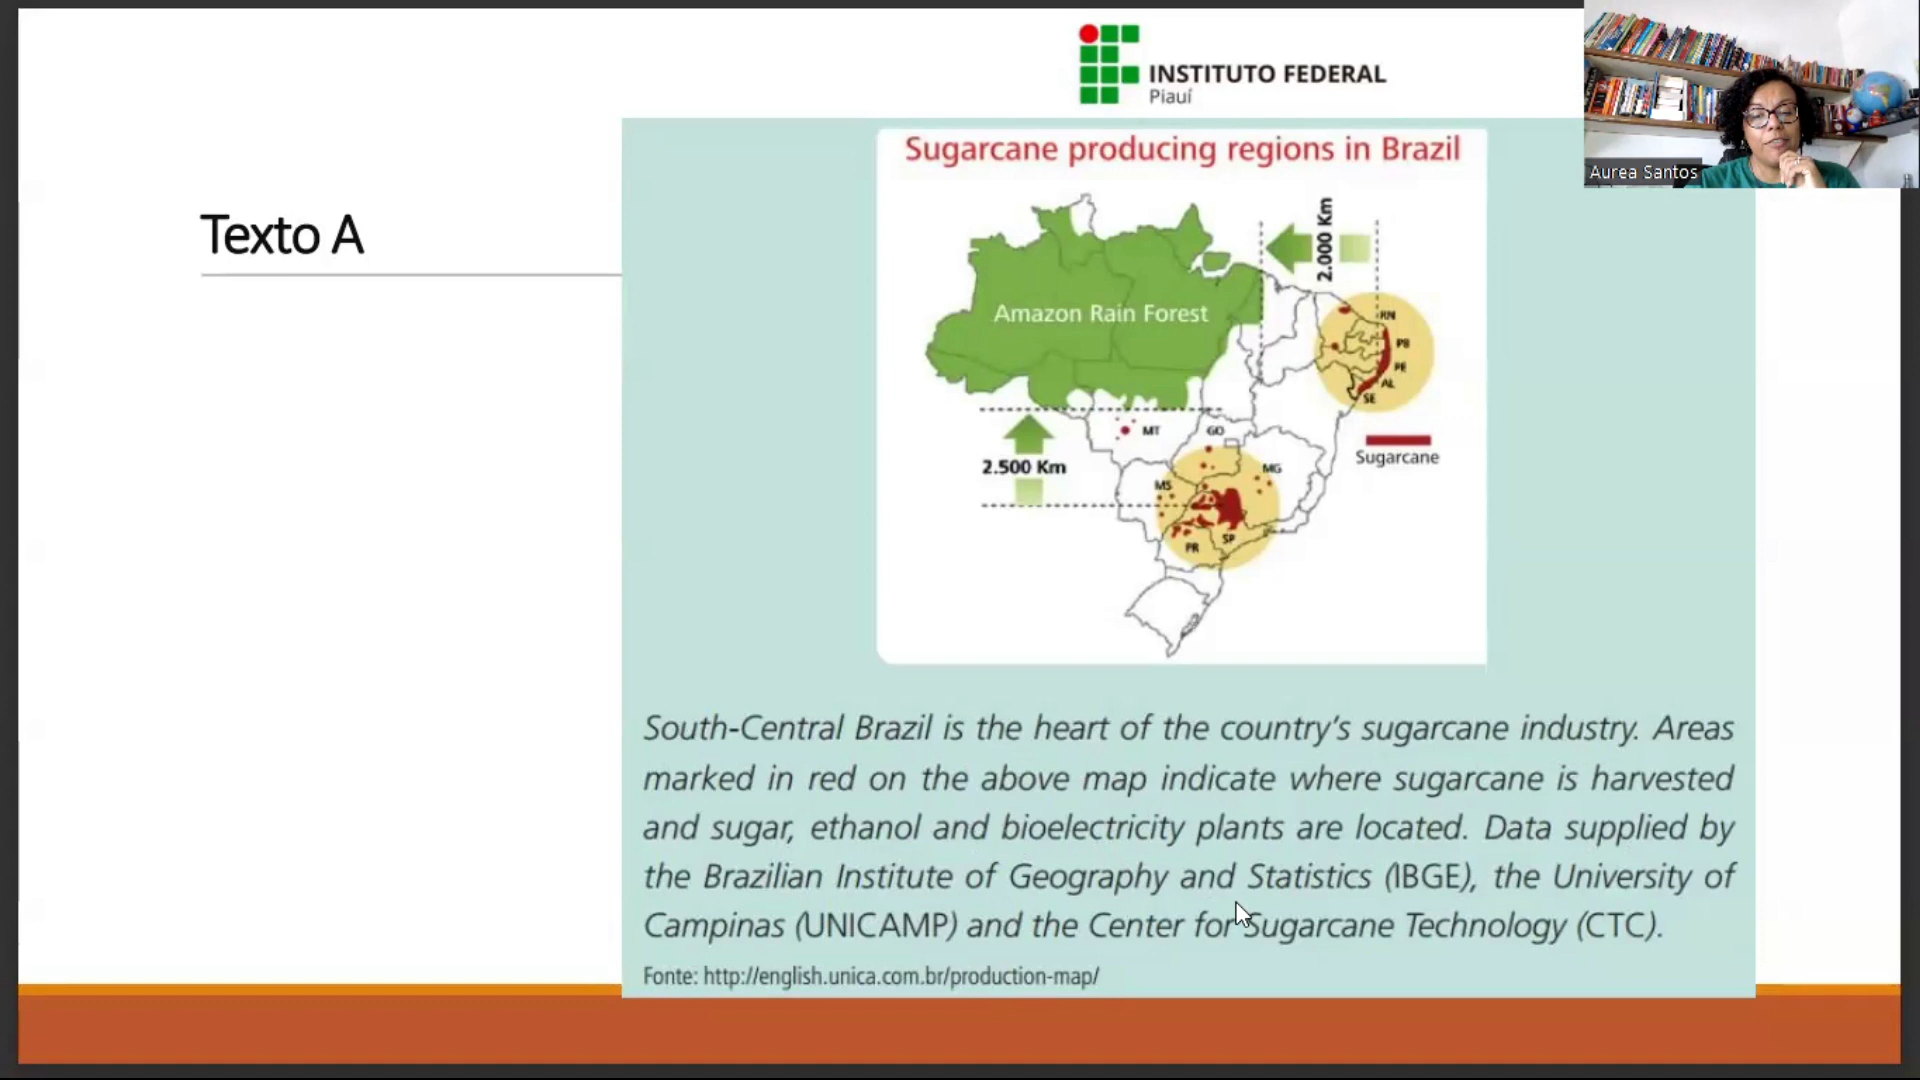 INSTITUTO FEDERAL
Piauí
Aurea Santos
Texto A
Sugarcane producing regions in Brazil
2.000 Km
Amazon Rain Forest
RN
PB
PE
AL
SE
MT
GO
2.500 Km
MG
MS
Sugarcane
PR
SP
South-Central Brazil is the heart of the country's sugarcane industry. Areas
marked in red on the above map indicate where sugarcane is harvested
and sugar, ethanol and bioelectricity plants are located. Data supplied by
the Brazilian Institute of Geography and Statistics (IBGE), the University of
Campinas (UNICAMP) and the Center for Sugarcane Technology (CTC).
Fonte: http://english.unica.com.br/production-map/